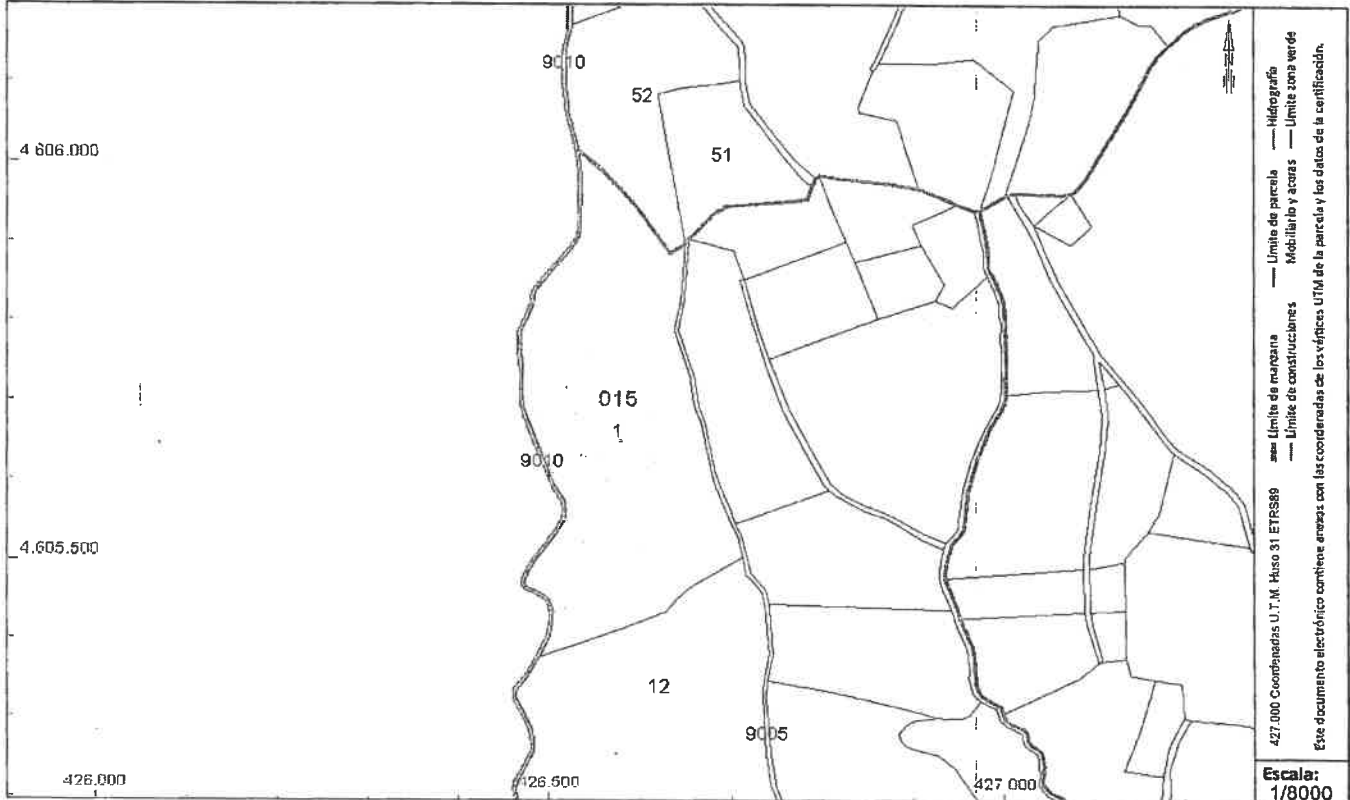 9010
52
4 606.000
51
015
1
9010
4.605.500
12
9005
426.000
426.500
427 000
427.000 Coordenadas U.T.M. Huso 31 ETRS89
Límite de manzana
Límite de parcela
Hidrografía
Límite de construcciones
Mobiliario y aceras
Límite zona verde
Este documento electrónico contiene anexos con las coordenadas de los vértices UTM de la parcela y los datos de la certificación.
Escala:
1/8000